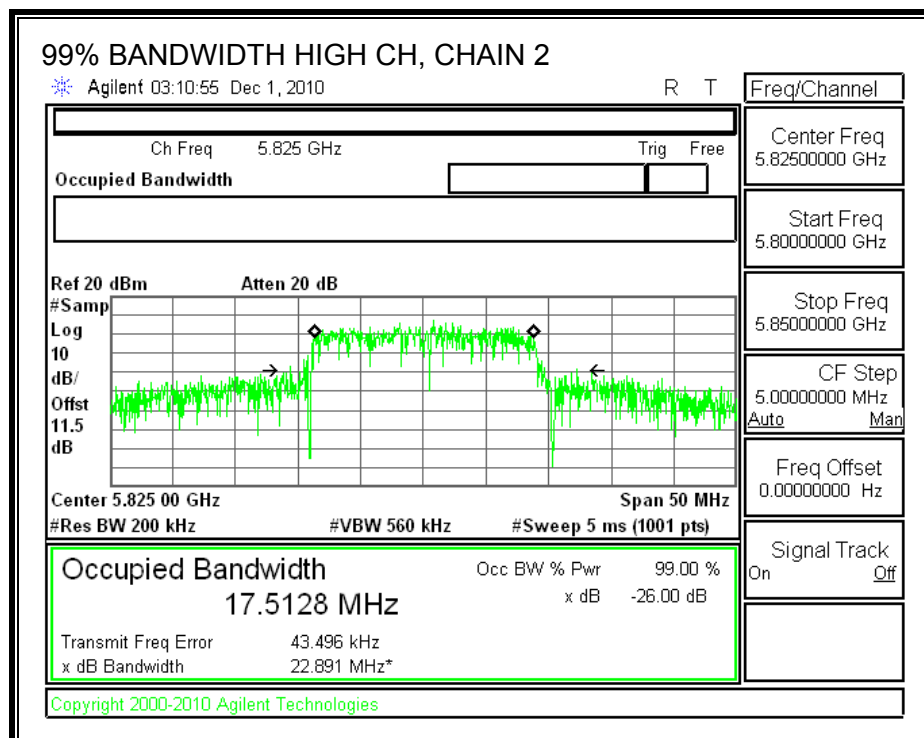 99% BANDWIDTH HIGH CH, CHAIN 2
Agilent 03:10:55 Dec 1, 2010 R T
Freq/Channel
Ch Freq 5.825 GHz Trig Free
Occupied Bandwidth
Center Freq
5.82500000 GHz
Start Freq
5.80000000 GHz
Stop Freq
5.85000000 GHz
CF Step
5.00000000 MHz
Auto Man
Freq Offset
0.00000000 Hz
Signal Track
On Off
Ref 20 dBm Atten 20 dB
#Samp
Log
10
dB/
Offst
11.5
dB
Center 5.825 00 GHz Span 50 MHz
#Res BW 200 kHz #VBW 560 kHz #Sweep 5 ms (1001 pts)
Occupied Bandwidth
17.5128 MHz
Occ BW % Pwr 99.00 %
x dB -26.00 dB
Transmit Freq Error 43.496 kHz
x dB Bandwidth 22.891 MHz*
Copyright 2000-2010 Agilent Technologies